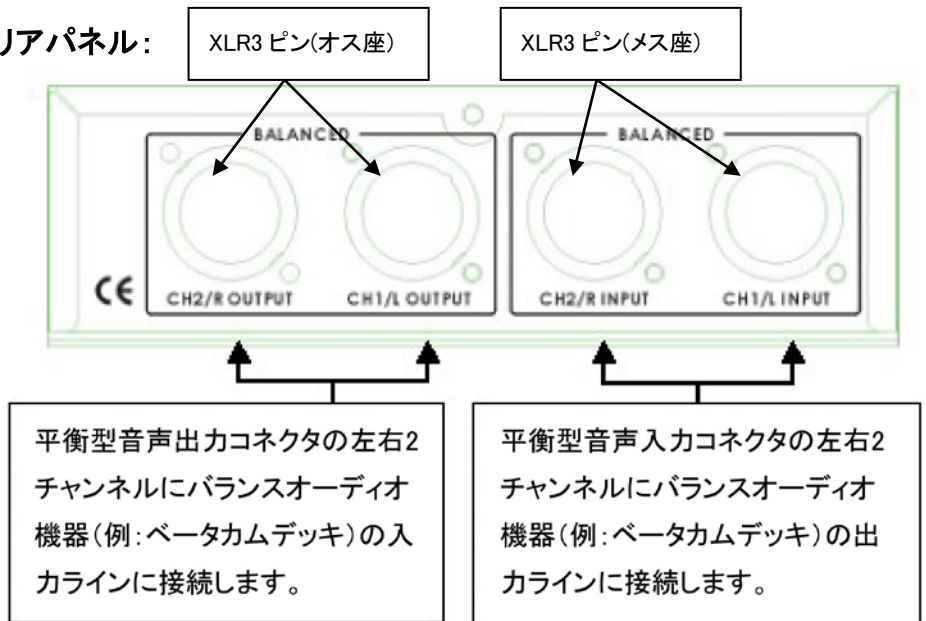 リアパネル:
XLR3 ピン(オス座)
XLR3 ピン(メス座)
BALANCED
BALANCED
CE
CH2/R OUTPUT
CH1/L OUTPUT
CH2/R INPUT
CH1/L INPUT
平衡型音声出力コネクタの左右2
チャンネルにバランスオーディオ
機器(例:ベータカムデッキ)の入
力ラインに接続します。
平衡型音声入力コネクタの左右2
チャンネルにバランスオーディオ
機器(例:ベータカムデッキ)の出
力ラインに接続します。